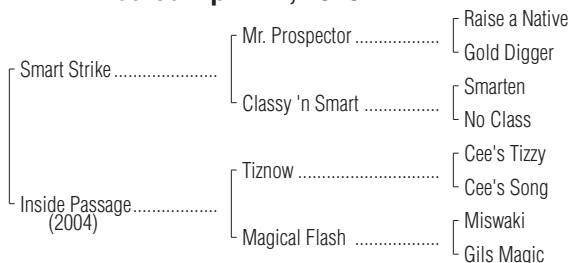 Raise a Native
Mr. Prospector ..................
Gold Digger
Smart Strike ......................
Smarten
Classy 'n Smart ................
No Class
Cee's Tizzy
Tiznow ..............................
Cee's Song
Inside Passage..................
(2004)
Miswaki
Magical Flash ..................
Gils Magic